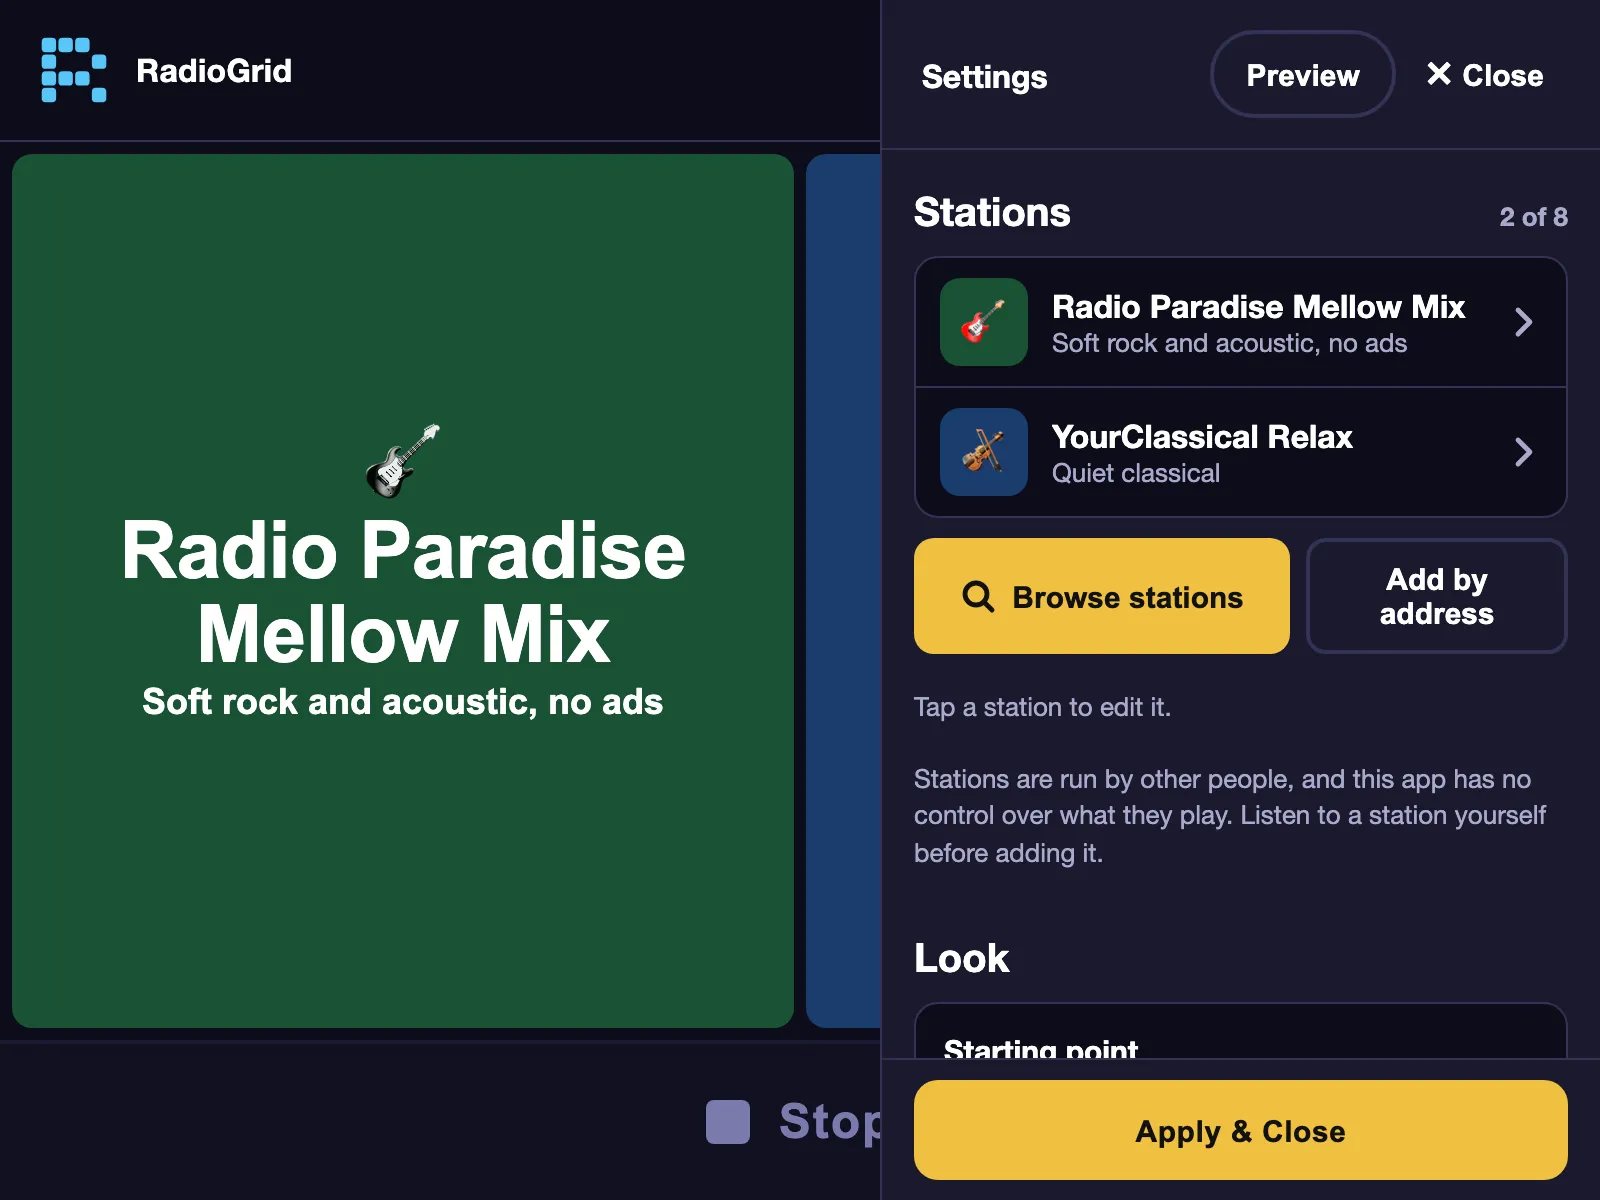 RadioGrid
Radio Paradise
Mellow Mix
Soft rock and acoustic, no ads
Stop
Settings
Preview
✕ Close
Stations
2 of 8
Radio Paradise Mellow Mix
Soft rock and acoustic, no ads
YourClassical Relax
Quiet classical
Browse stations
Add by
address
Tap a station to edit it.
Stations are run by other people, and this app has no
control over what they play. Listen to a station yourself
before adding it.
Look
Starting point
Apply & Close